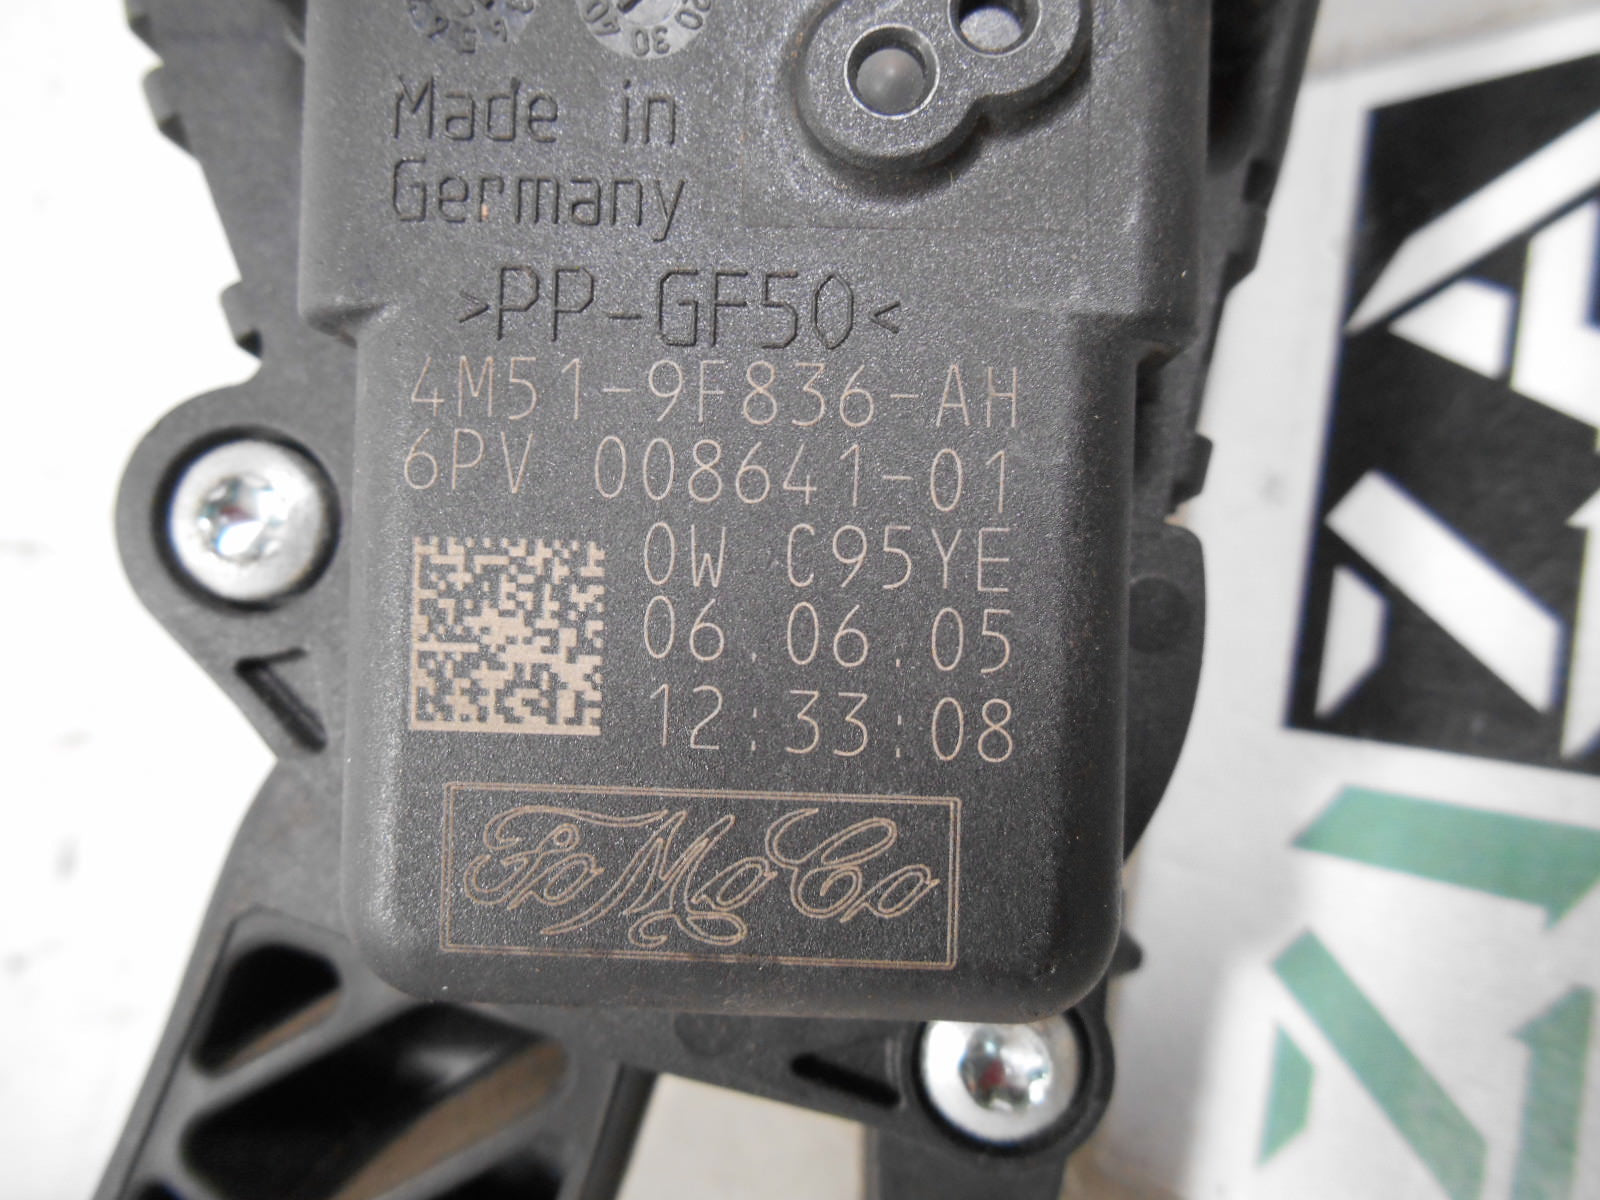 Made in
Germany
>PP-GF50<
4M51-9F836-AH
6PV 008641-01
0W C95YE
06.06.05
12:33:08
FoMoCo